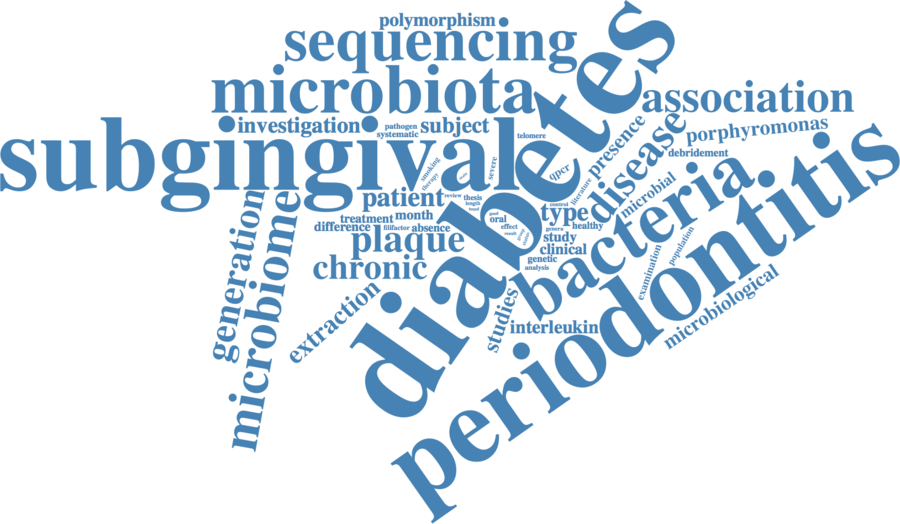 polymorphism
sequencing
microbiota
diabetes
association
investigation
pathogen
systematic
subject
telomere
subgingival
porphyromonas
presence
disease
debridement
periodontitis
smoking
therapy
severe
qpcr
literature
microbial
bacteria
patient
review
thesis
length
control
month
treatment
good
oral
type
healthy
difference
filifactor
absence
effect
result
genera
study
generation
microbiome
plaque
clinical
genetic
analysis
chronic
examination
population
extraction
studies
interleukin
microbiological